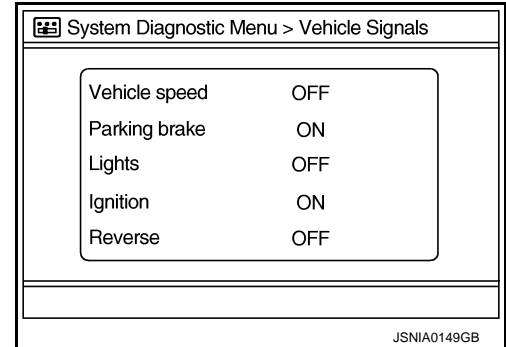 System Diagnostic Menu > Vehicle Signals
Vehicle speed OFF
Parking brake ON
Lights OFF
Ignition ON
Reverse OFF
JSNIA0149GB